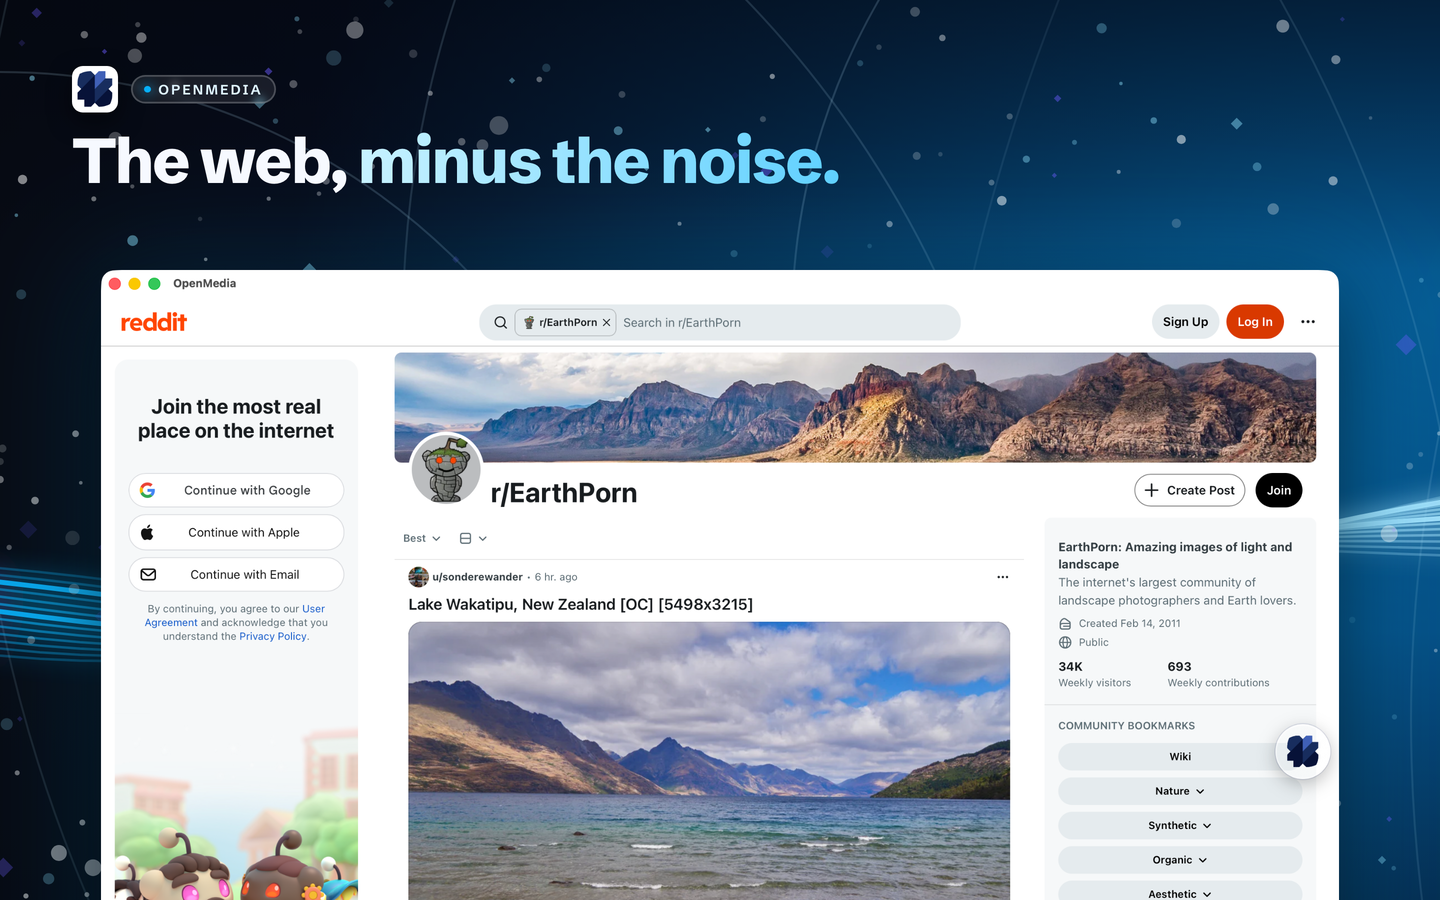 OPENMEDIA
The web, minus the noise.
OpenMedia
reddit
r/EarthPorn
Search in r/EarthPorn
Sign Up
Log In
Join the most real
place on the internet
Continue with Google
Continue with Apple
Continue with Email
By continuing, you agree to our User
Agreement and acknowledge that you
understand the Privacy Policy.
r/EarthPorn
Create Post
Join
Best
u/sonderewander • 6 hr. ago
Lake Wakatipu, New Zealand [OC] [5498x3215]
EarthPorn: Amazing images of light and
landscape
The internet's largest community of
landscape photographers and Earth lovers.
Created Feb 14, 2011
Public
34K
Weekly visitors
693
Weekly contributions
COMMUNITY BOOKMARKS
Wiki
Nature
Synthetic
Organic
Aesthetic